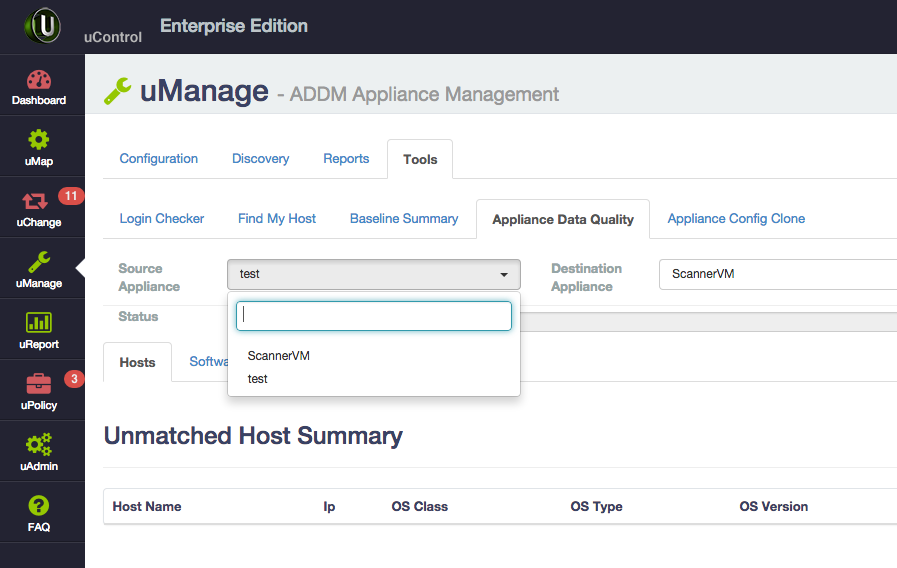 U
uControl Enterprise Edition
Dashboard
uMap
11
uChange
uManage
uReport
3
uPolicy
uAdmin
FAQ
uManage - ADDM Appliance Management
Configuration Discovery Reports Tools
Login Checker Find My Host Baseline Summary Appliance Data Quality Appliance Config Clone
Source
Appliance
test
Destination
Appliance
ScannerVM
Status
ScannerVM
test
Hosts Softwa
Unmatched Host Summary
Host Name Ip OS Class OS Type OS Version